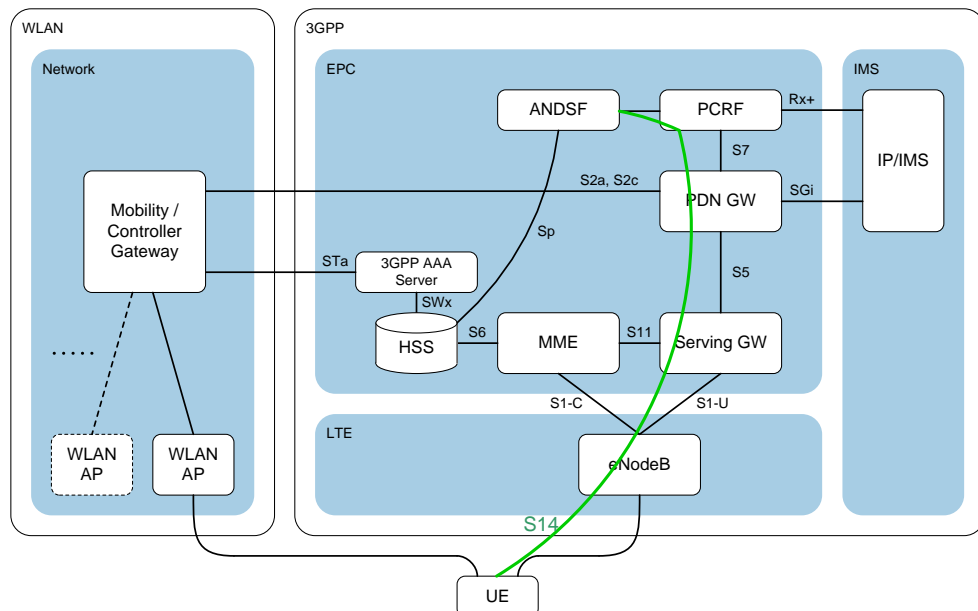 WLAN
3GPP
Network
EPC
IMS
ANDSF
PCRF
Rx+
IP/IMS
S7
S2a, S2c
PDN GW
SGi
Mobility /
Controller
Gateway
Sp
STa
3GPP AAA
Server
S5
SWx
HSS
S6
MME
S11
Serving GW
.....
S1-C
S1-U
LTE
WLAN
AP
WLAN
AP
eNodeB
S14
UE